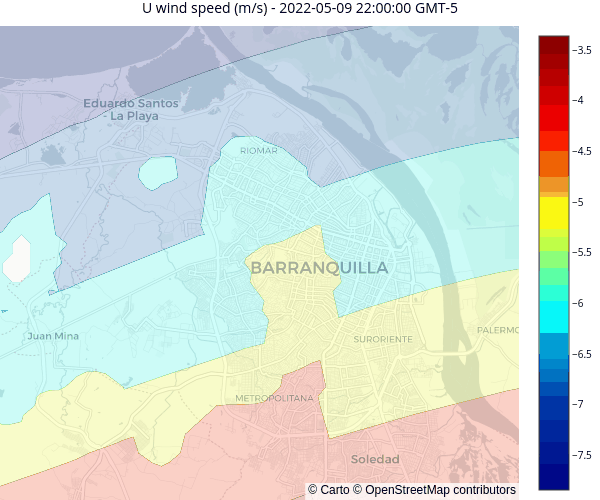 U wind speed (m/s) - 2022-05-09 22:00:00 GMT-5
−3.5
−4
Eduardo Santos
- La Playa
RIOMAR
−4.5
−5
−5.5
BARRANQUILLA
−6
Juan Mina
SURORIENTE
PALERMO
−6.5
METROPOLITANA
−7
Soledad
−7.5
© Carto © OpenStreetMap contributors